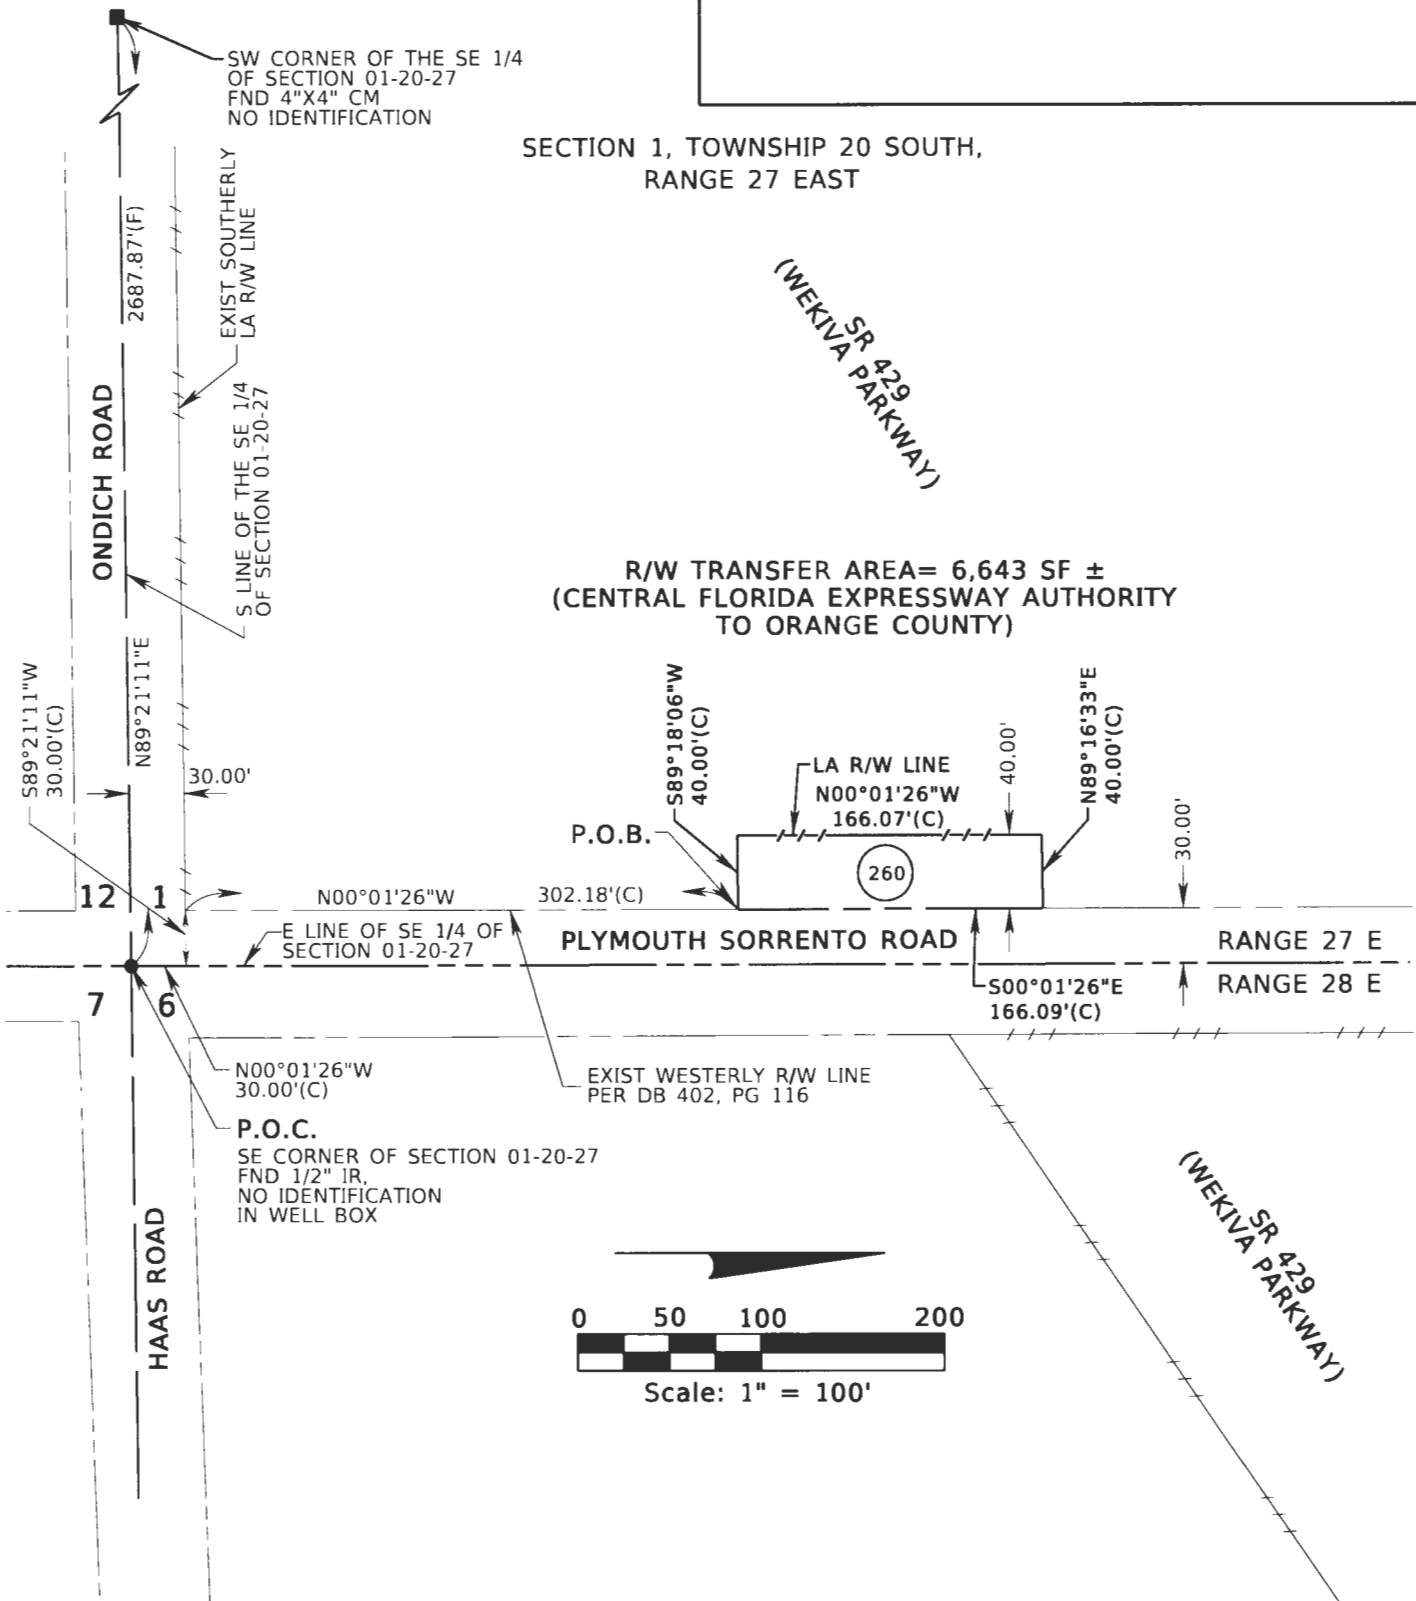 SW CORNER OF THE SE 1/4
OF SECTION 01-20-27
FND 4"X4" CM
NO IDENTIFICATION
SECTION 1, TOWNSHIP 20 SOUTH,
RANGE 27 EAST
2687.87'(F)
EXIST SOUTHERLY
LA R/W LINE
SR 429
(WEKIVA PARKWAY)
ONDICH ROAD
S LINE OF THE SE 1/4
OF SECTION 01-20-27
R/W TRANSFER AREA= 6,643 SF ±
(CENTRAL FLORIDA EXPRESSWAY AUTHORITY
TO ORANGE COUNTY)
S89°21'11"W
30.00'(C)
N89°21'11"E
30.00'
S89°18'06"W
40.00'(C)
LA R/W LINE
N00°01'26"W
166.07'(C)
40.00'
N89°16'33"E
40.00'(C)
P.O.B.
30.00'
260
12 1
N00°01'26"W 302.18'(C)
E LINE OF SE 1/4 OF
SECTION 01-20-27
PLYMOUTH SORRENTO ROAD
RANGE 27 E
7 6
S00°01'26"E
166.09'(C)
RANGE 28 E
N00°01'26"W
30.00'(C)
EXIST WESTERLY R/W LINE
PER DB 402, PG 116
P.O.C.
SE CORNER OF SECTION 01-20-27
FND 1/2" IR,
NO IDENTIFICATION
IN WELL BOX
HAAS ROAD
SR 429
(WEKIVA PARKWAY)
0 50 100 200
Scale: 1" = 100'